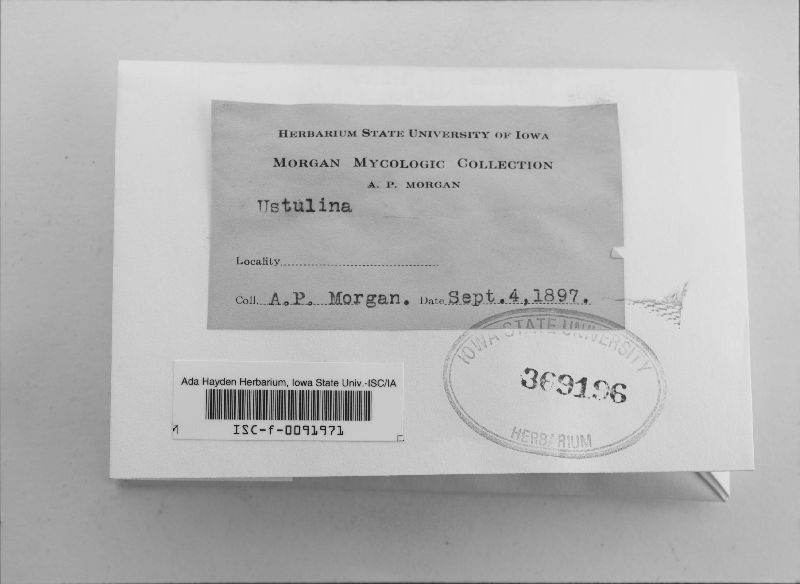 HERBARIUM STATE UNIVERSITY OF IOWA
MORGAN MYCOLOGIC COLLECTION
A. P. MORGAN
Ustulina
Locality
Coll. A.P. Morgan. Date Sept.4,1897.
IOWA STATE UNIVERSITY
369196
HERBARIUM
Ada Hayden Herbarium, Iowa State Univ.-ISC/IA
ISC-f-0091971